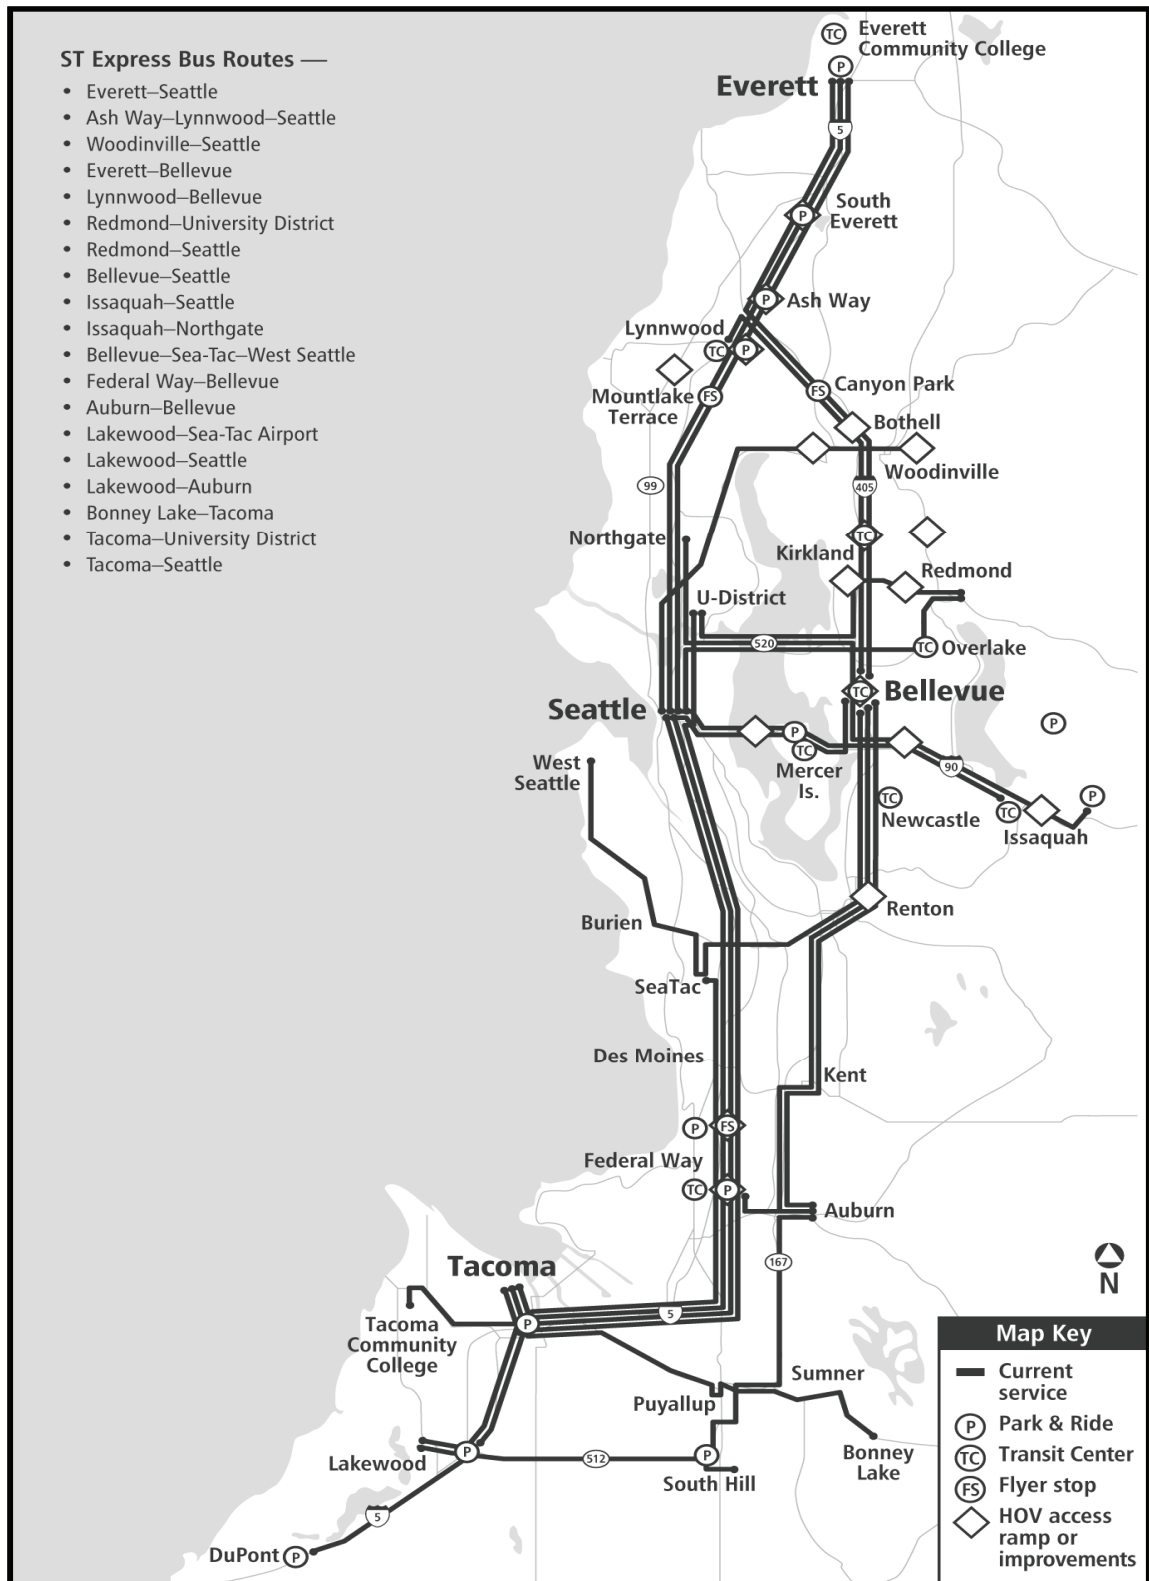 ST Express Bus Routes —
• Everett–Seattle
• Ash Way–Lynnwood–Seattle
• Woodinville–Seattle
• Everett–Bellevue
• Lynnwood–Bellevue
• Redmond–University District
• Redmond–Seattle
• Bellevue–Seattle
• Issaquah–Seattle
• Issaquah–Northgate
• Bellevue–Sea-Tac–West Seattle
• Federal Way–Bellevue
• Auburn–Bellevue
• Lakewood–Sea-Tac Airport
• Lakewood–Seattle
• Lakewood–Auburn
• Bonney Lake–Tacoma
• Tacoma–University District
• Tacoma–Seattle
TC
Everett
Community College
P
Everett
5
P
South
Everett
P
Ash Way
Lynnwood
TC
P
FS
Mountlake
Terrace
FS
Canyon Park
Bothell
Woodinville
99
405
Northgate
TC
Kirkland
Redmond
U-District
520
TC
Overlake
TC
Bellevue
Seattle
P
P
TC
Mercer
Is.
90
West
Seattle
TC
Newcastle
P
TC
Issaquah
Renton
Burien
SeaTac
Des Moines
Kent
P
FS
Federal Way
TC
P
Auburn
167
Tacoma
P
5
Tacoma
Community
College
Sumner
Puyallup
Bonney
Lake
Lakewood
P
512
P
South Hill
5
DuPont
P
N
Map Key
Current
service
P
Park & Ride
TC
Transit Center
FS
Flyer stop
HOV access
ramp or
improvements